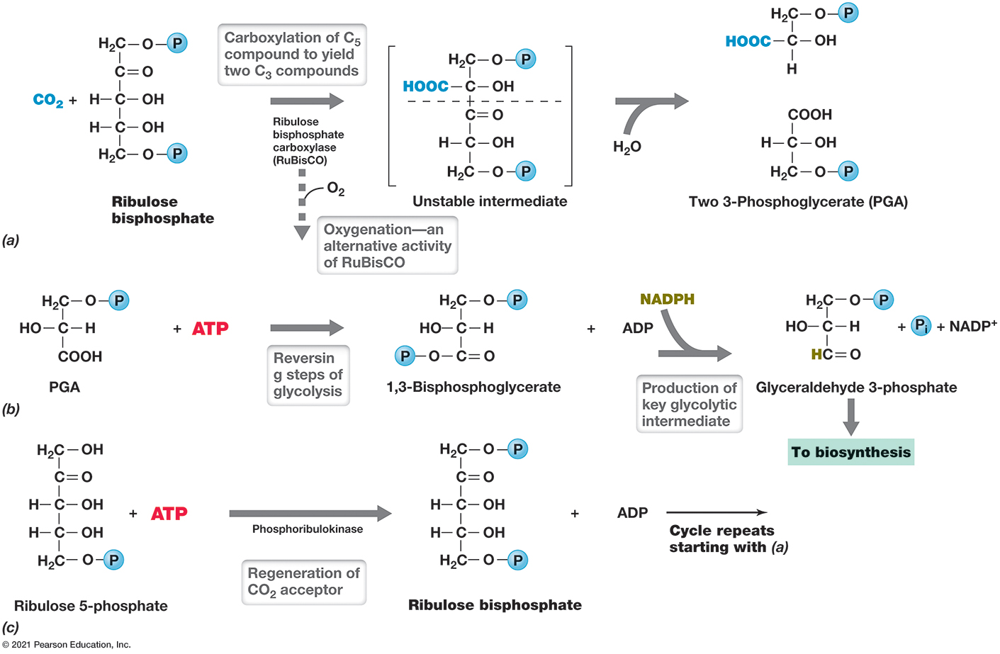 H₂C—O—P
C=O
CO₂ + H—C—OH
H—C—OH
H₂C—O—P
Ribulose
bisphosphate
Carboxylation of C₅
compound to yield
two C₃ compounds
Ribulose
bisphosphate
carboxylase
(RuBisCO)
O₂
Oxygenation—an
alternative activity
of RuBisCO
H₂C—O—P
HOOC—C—OH
C=O
H—C—OH
H₂C—O—P
Unstable intermediate
H₂O
H₂C—O—P
HOOC—C—OH
H
COOH
H—C—OH
H₂C—O—P
Two 3-Phosphoglycerate (PGA)
(a)
H₂C—O—P
HO—C—H
COOH
PGA
+ ATP
Reversin
g steps of
glycolysis
H₂C—O—P
HO—C—H
P—O—C=O
1,3-Bisphosphoglycerate
+ ADP
NADPH
Production of
key glycolytic
intermediate
H₂C—O—P
HO—C—H
HC=O
+ Pᵢ + NADP⁺
Glyceraldehyde 3-phosphate
To biosynthesis
(b)
H₂C—OH
C=O
H—C—OH
H—C—OH
H₂C—O—P
Ribulose 5-phosphate
+ ATP
Phosphoribulokinase
Regeneration of
CO₂ acceptor
H₂C—O—P
C=O
H—C—OH
H—C—OH
H₂C—O—P
Ribulose bisphosphate
+ ADP
Cycle repeats
starting with (a)
(c)
© 2021 Pearson Education, Inc.